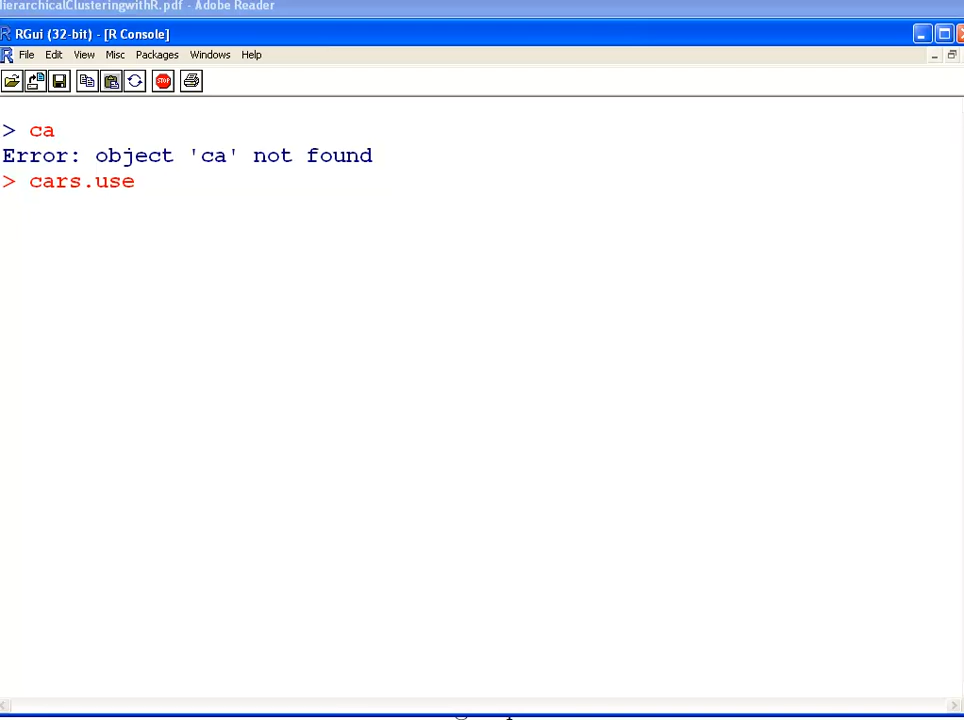 ierarchicalClusteringwithR.pdf - Adobe Reader
RGui (32-bit) - [R Console]
File Edit View Misc Packages Windows Help
STOP
> ca
Error: object 'ca' not found
> cars.use